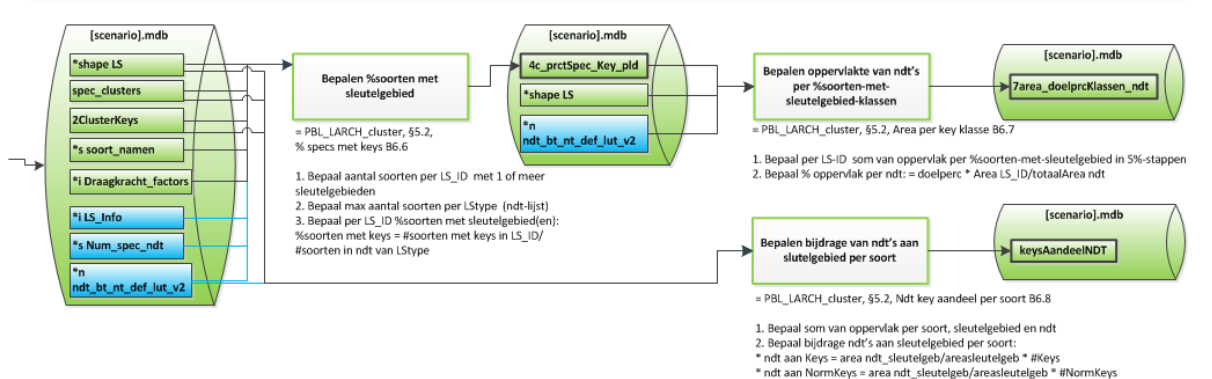 [scenario].mdb
*shape LS
spec_clusters
2ClusterKeys
*s soort_namen
*i Draagkracht_factors
*i LS_Info
*s Num_spec_ndt
*n
ndt_bt_nt_def_lut_v2
Bepalen %soorten met
sleutelgebied
= PBL_LARCH_cluster, §5.2,
% specs met keys B6.6
1. Bepaal aantal soorten per LS_ID met 1 of meer
sleutelgebieden
2. Bepaal max aantal soorten per LStype (ndt-lijst)
3. Bepaal per LS_ID %soorten met sleutelgebied(en):
%soorten met keys = #soorten met keys in LS_ID/
#soorten in ndt van LStype
[scenario].mdb
4c_prctSpec_Key_pld
*shape LS
*n
ndt_bt_nt_def_lut_v2
Bepalen oppervlakte van ndt's
per %soorten-met-
sleutelgebied-klassen
= PBL_LARCH_cluster, §5.2, Area per key klasse B6.7
1. Bepaal per LS-ID som van oppervlak per %soorten-met-sleutelgebied in 5%-stappen
2. Bepaal % oppervlak per ndt: = doelperc * Area LS_ID/totaalArea ndt
[scenario].mdb
7area_doelprcKlassen_ndt
Bepalen bijdrage van ndt's aan
slutelgebied per soort
= PBL_LARCH_cluster, §5.2, Ndt key aandeel per soort B6.8
1. Bepaal som van oppervlak per soort, sleutelgebied en ndt
2. Bepaal bijdrage ndt's aan sleutelgebied per soort:
* ndt aan Keys = area ndt_sleutelgeb/areasleutelgeb * #Keys
* ndt aan NormKeys = area ndt_sleutelgeb/areasleutelgeb * #NormKeys
[scenario].mdb
keysAandeelNDT